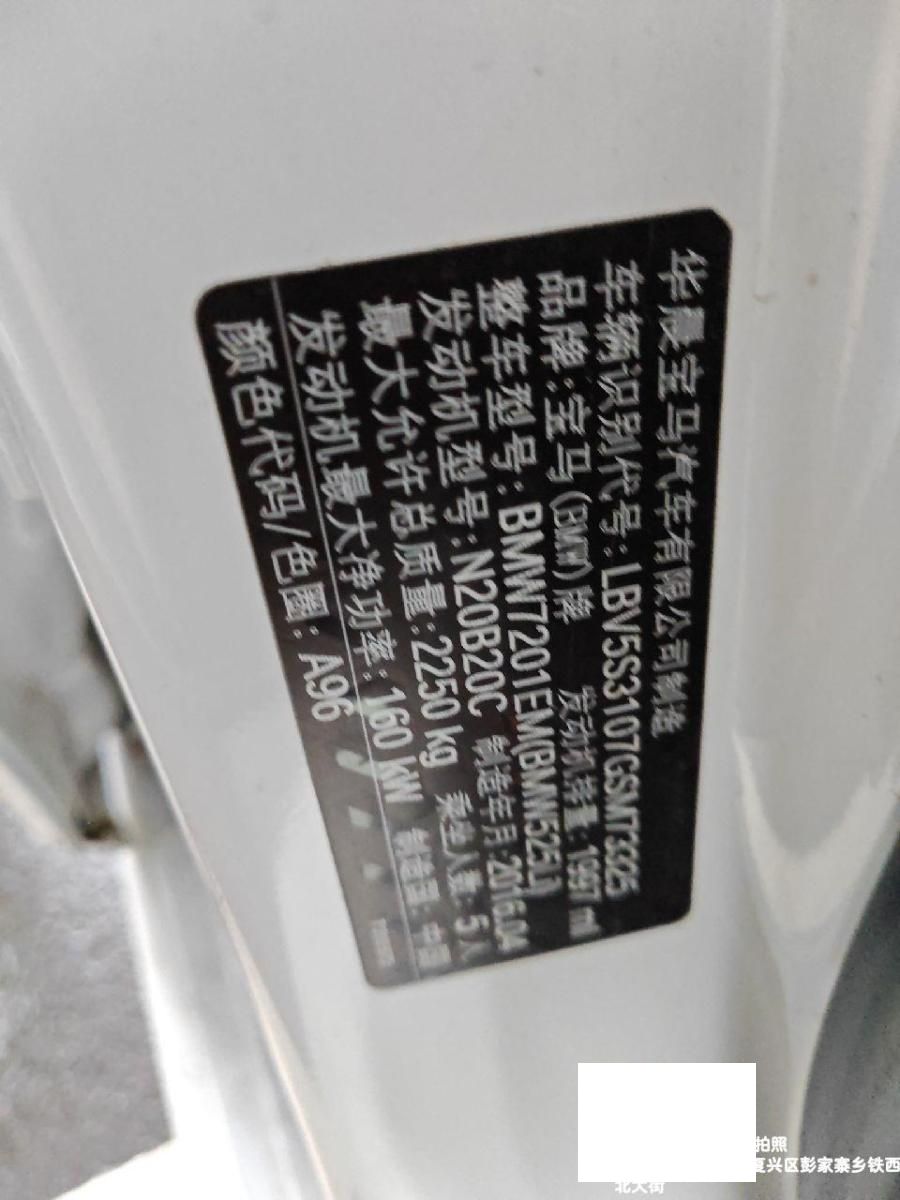 华晨宝马汽车有限公司制造
车辆识别代号:LBV5S3107GSM73325
品牌:宝马(BMW)牌 发动机排量:1997 ml
整车型号:BMW7201EM(BMW525Li)
发动机型号:N20B20C 制造年月:2016.04
最大允许总质量:2250 kg 乘坐人数:5人
发动机最大净功率:160 kW 制造国:中国
颜色代码/色圈:A96
拍照
复兴区彭家寨乡铁西
北大街